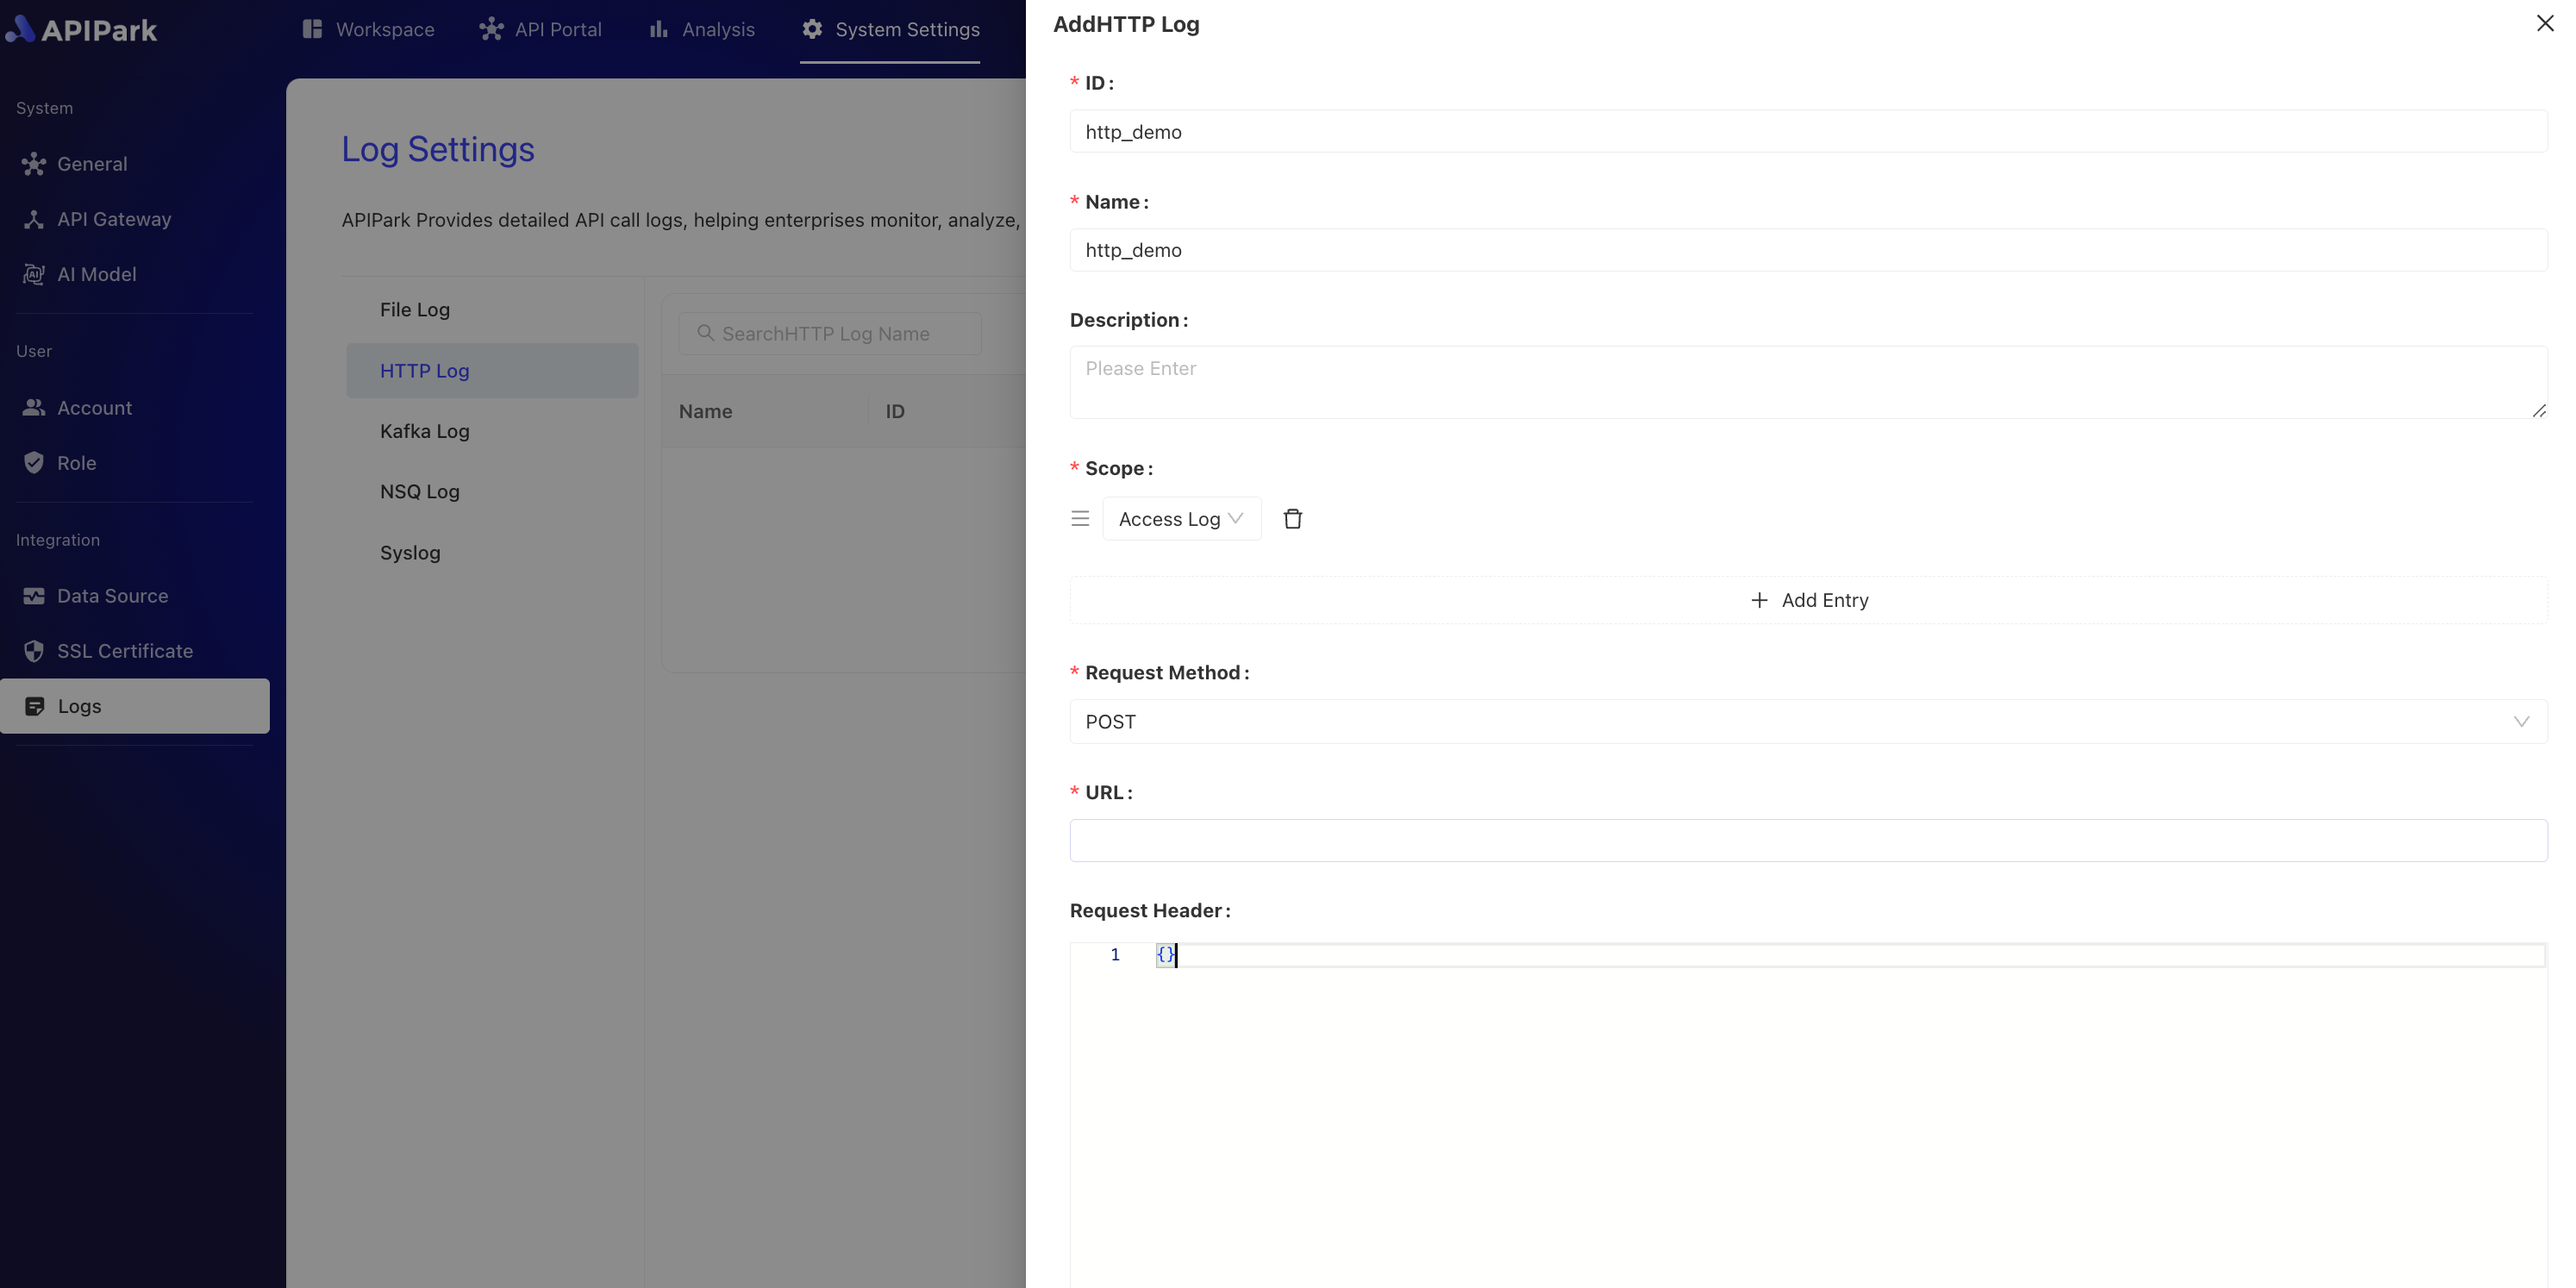 APIPark
Workspace
API Portal
Analysis
System Settings
System
General
API Gateway
AI Model
User
Account
Role
Integration
Data Source
SSL Certificate
Logs
Log Settings
APIPark Provides detailed API call logs, helping enterprises monitor, analyze,
File Log
HTTP Log
Kafka Log
NSQ Log
Syslog
SearchHTTP Log Name
Name ID
AddHTTP Log
* ID :
http_demo
* Name :
http_demo
Description :
Please Enter
* Scope :
Access Log
+ Add Entry
* Request Method :
POST
* URL :
Request Header :
1 {}